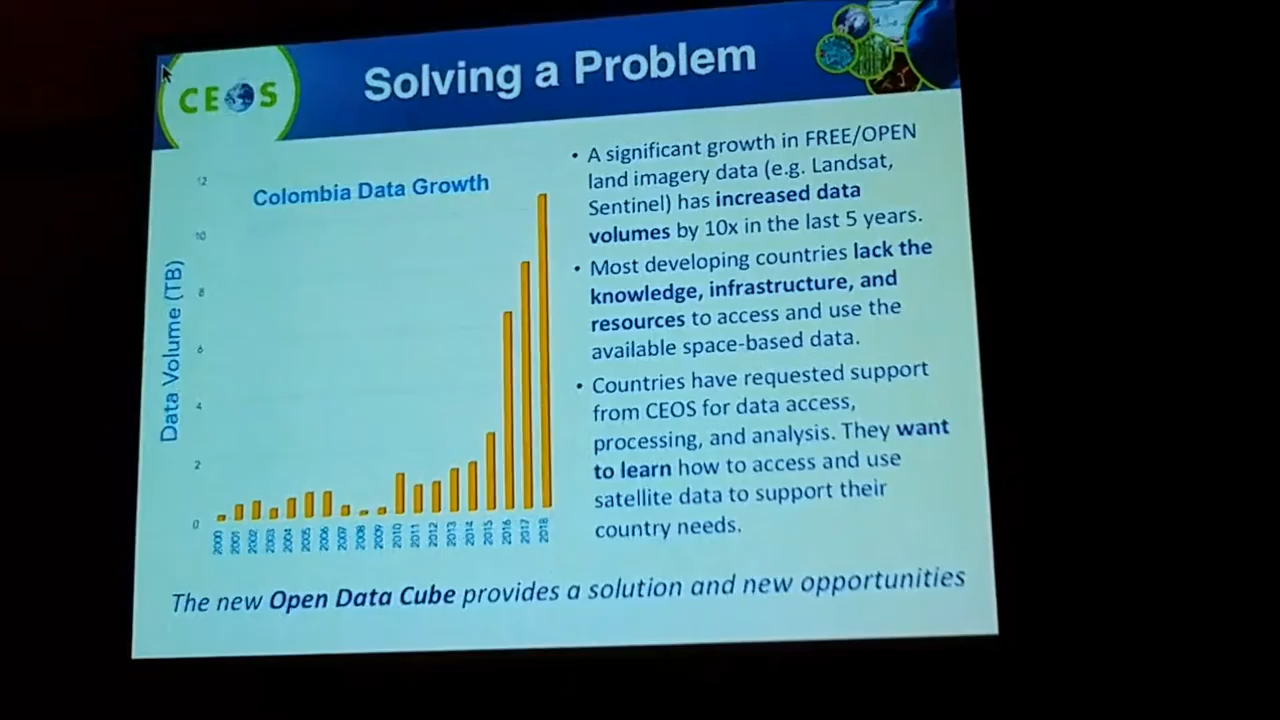 CEOS
Solving a Problem
Colombia Data Growth
Data Volume (TB)
12
10
8
6
4
2
0
2000
2001
2002
2003
2004
2005
2006
2007
2008
2009
2010
2011
2012
2013
2014
2015
2016
2017
2018
• A significant growth in FREE/OPEN
land imagery data (e.g. Landsat,
Sentinel) has increased data
volumes by 10x in the last 5 years.
• Most developing countries lack the
knowledge, infrastructure, and
resources to access and use the
available space-based data.
• Countries have requested support
from CEOS for data access,
processing, and analysis. They want
to learn how to access and use
satellite data to support their
country needs.
The new Open Data Cube provides a solution and new opportunities